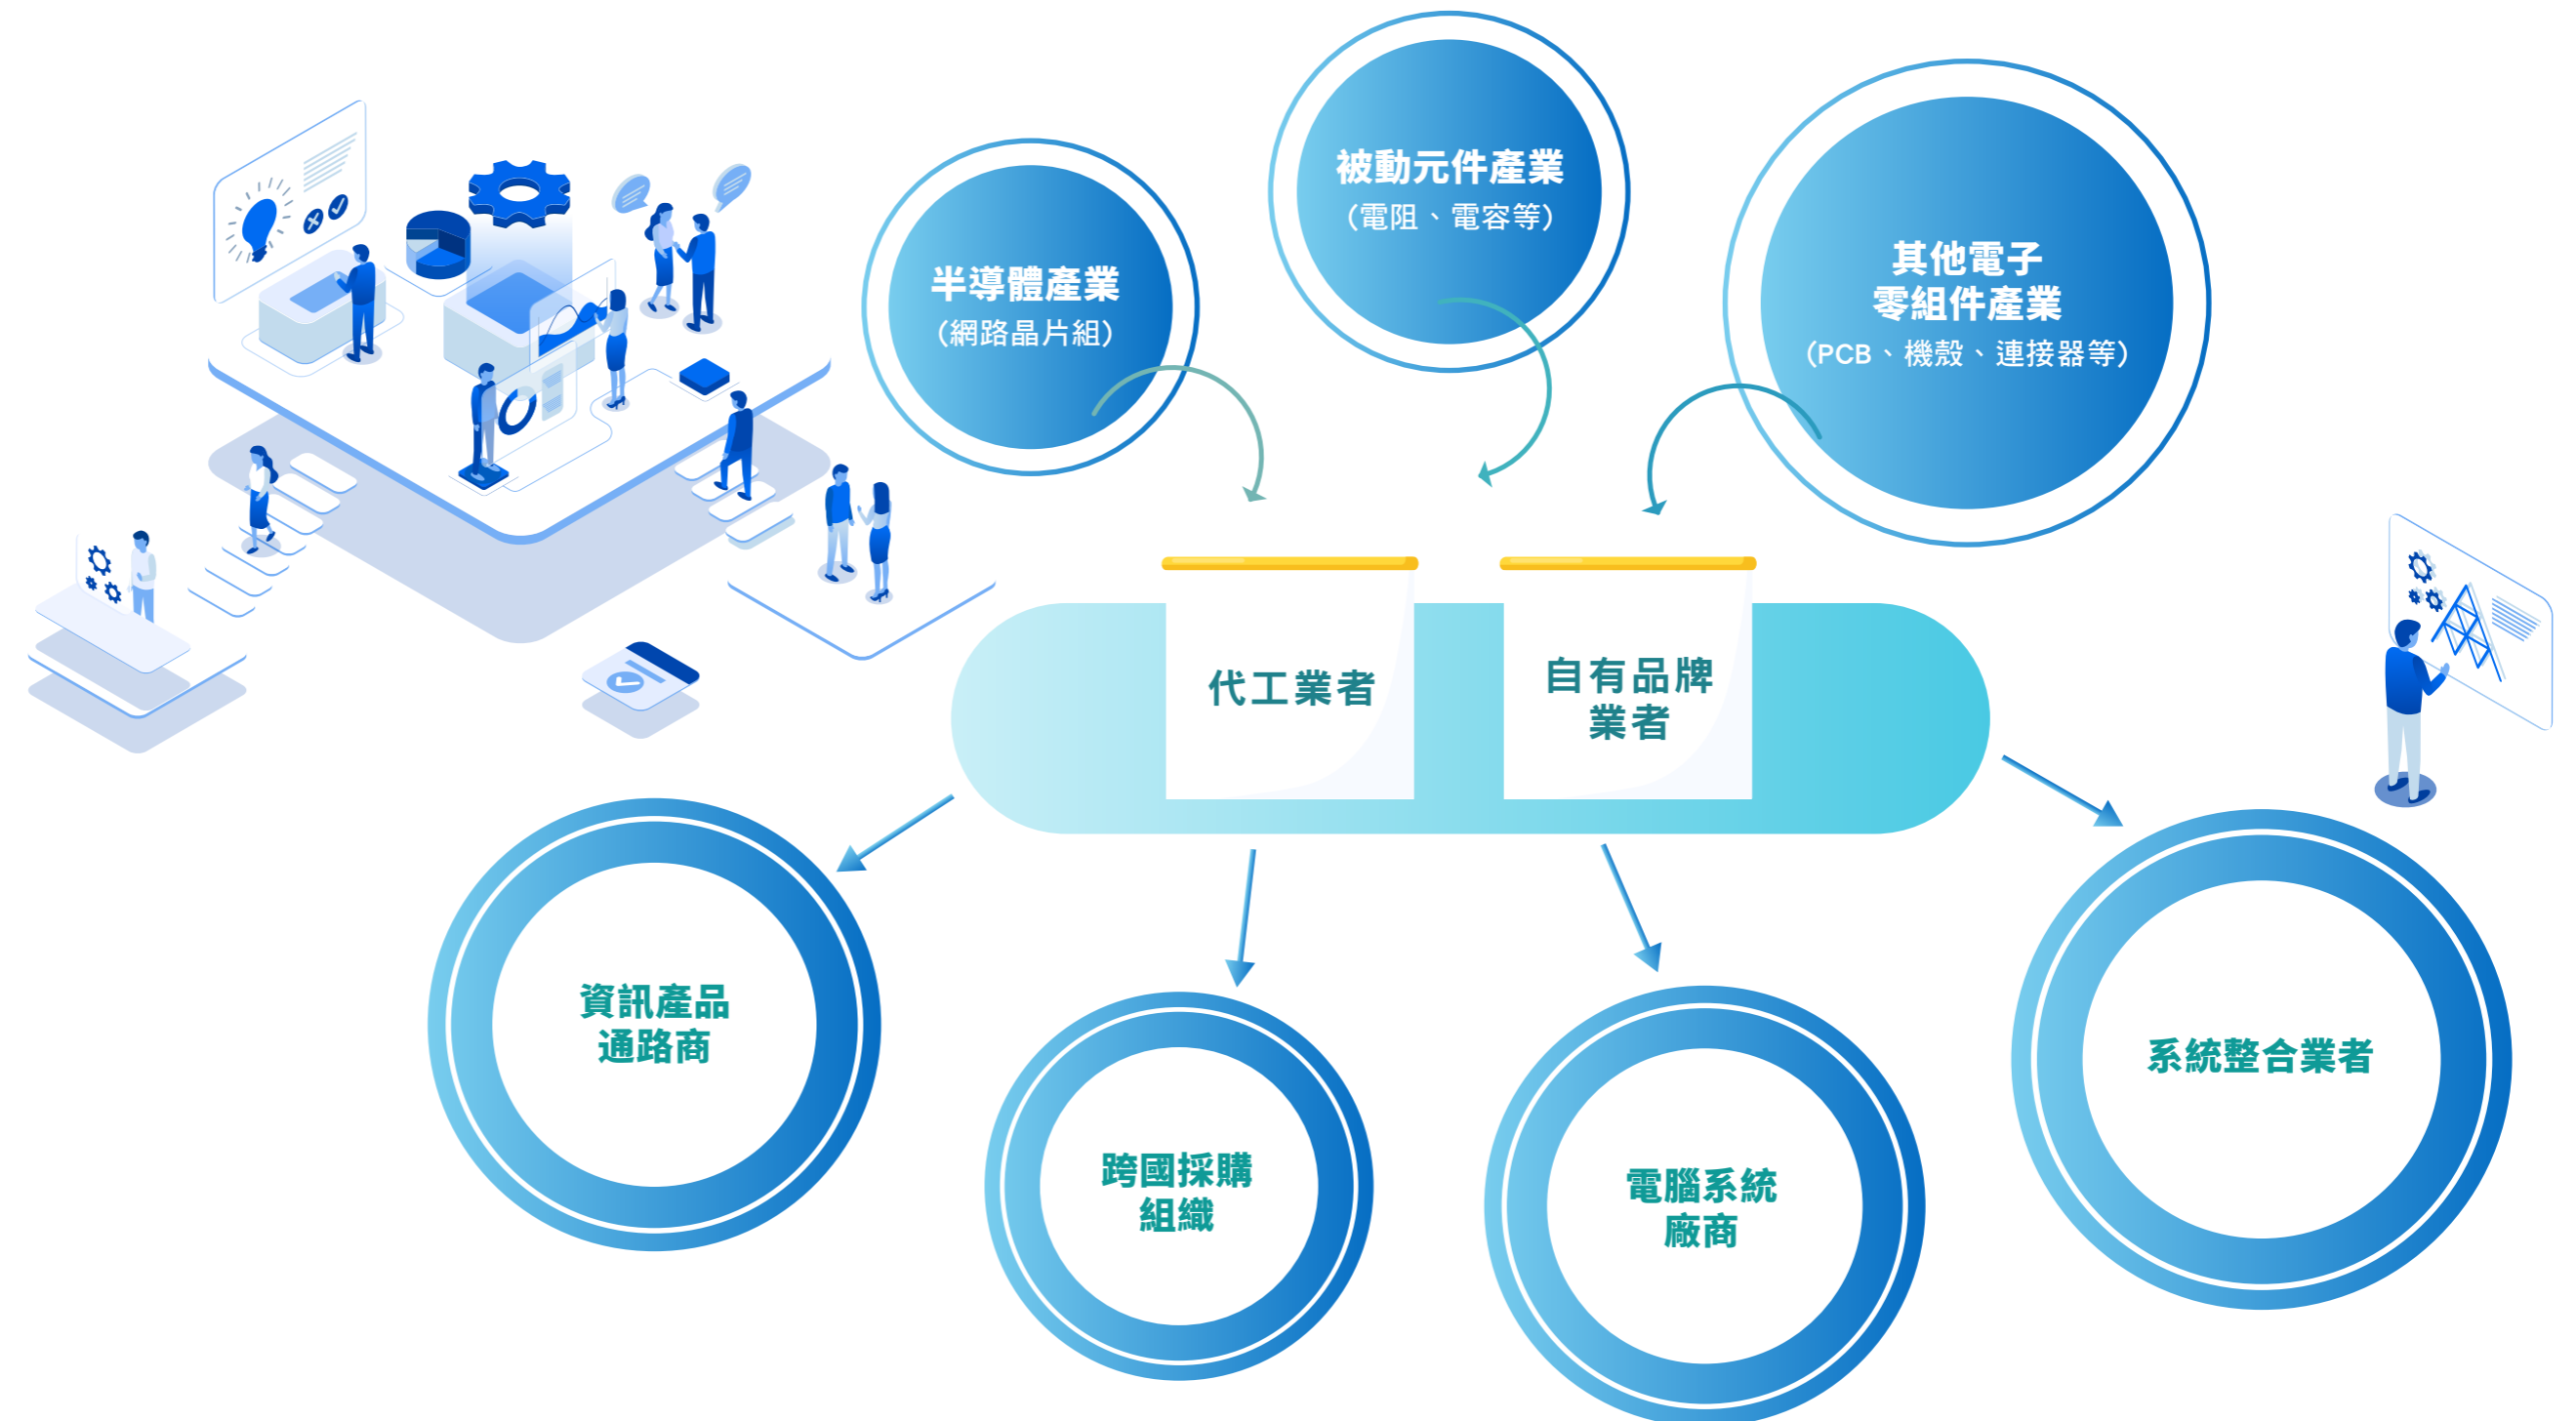 被動元件產業
（電阻、電容等）
半導體產業
（網路晶片組）
其他電子
零組件產業
（PCB、機殼、連接器等）
代工業者
自有品牌
業者
資訊產品
通路商
跨國採購
組織
電腦系統
廠商
系統整合業者